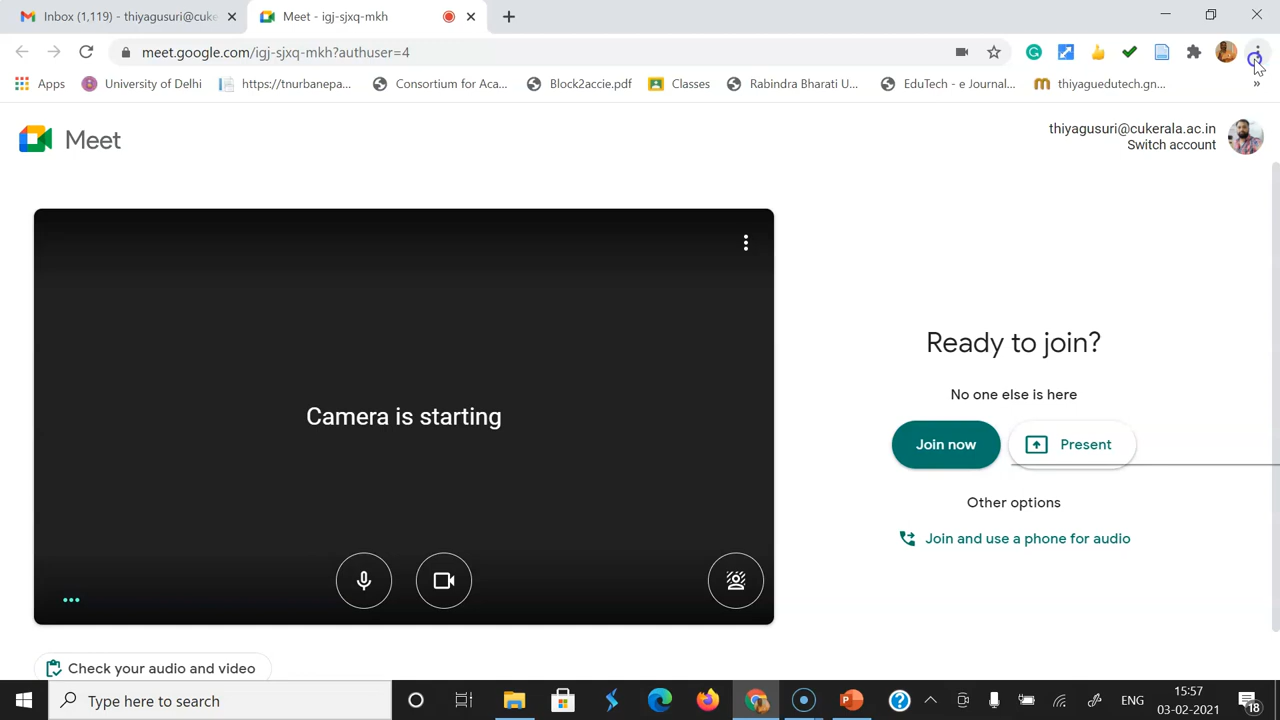 Inbox (1,119) - thiyagusuri@cuke
Meet - igj-sjxq-mkh
meet.google.com/igj-sjxq-mkh?authuser=4
Apps
University of Delhi
https://tnurbanepa...
Consortium for Aca...
Block2accie.pdf
Classes
Rabindra Bharati U...
EduTech - e Journal...
thiyaguedutech.gn...
»
Meet
thiyagusuri@cukerala.ac.in
Switch account
Camera is starting
Ready to join?
No one else is here
Join now
Present
Other options
Join and use a phone for audio
Check your audio and video
Type here to search
ENG
15:57
03-02-2021
18